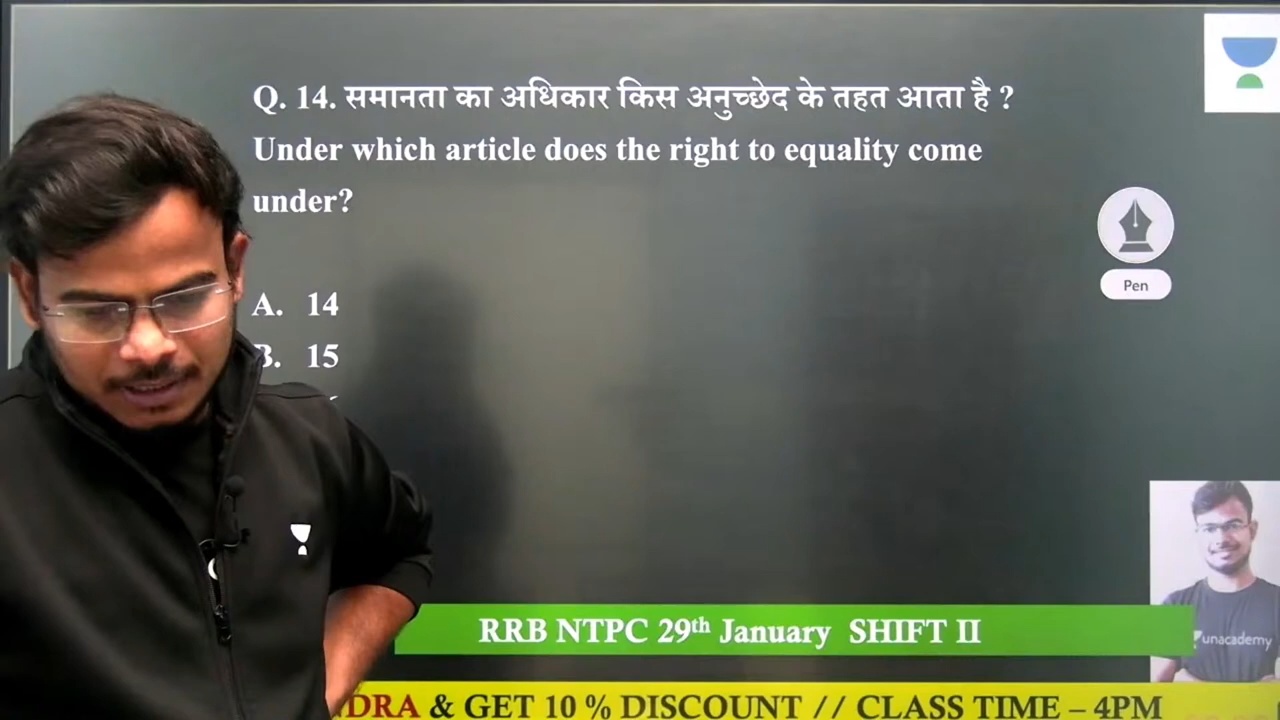 Q. 14. समानता का अधिकार किस अनुच्छेद के तहत आता है ?
Under which article does the right to equality come
under?
A. 14
B. 15
Pen
unacademy
RRB NTPC 29th January SHIFT II
NDRA & GET 10 % DISCOUNT // CLASS TIME – 4PM